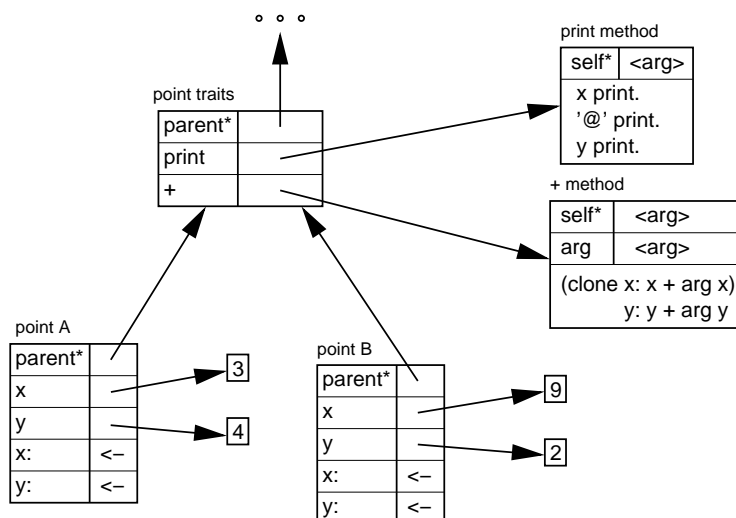 ° ° °
print method
self* <arg>
x print.
’@’ print.
y print.
point traits
parent*
print
+
+ method
self* <arg>
arg <arg>
(clone x: x + arg x)
y: y + arg y
point A
parent*
x 3
y 4
x: <–
y: <–
point B
parent*
x 9
y 2
x: <–
y: <–